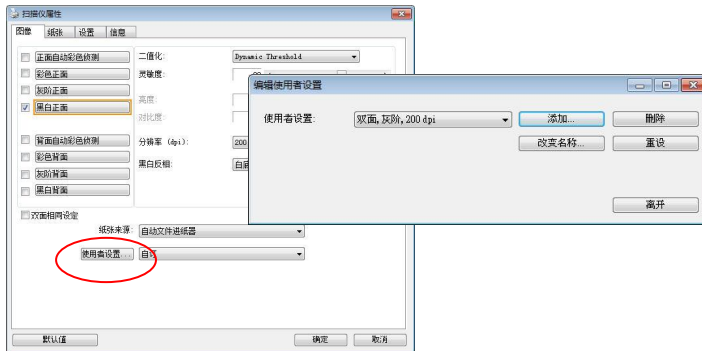 扫描仪属性
图像 纸张 设置 信息
正面自动彩色侦测
彩色正面
灰阶正面
黑白正面
背面自动彩色侦测
彩色背面
灰阶背面
黑白背面
二值化: Dynamic Threshold
灵敏度:
亮度:
对比度:
分辨率 (dpi): 200
黑白反相: 白底
双面相同设定
纸张来源: 自动文件进纸器
使用者设置... 自订
默认值 确定 取消
编辑使用者设置
使用者设置: 双面,灰阶,200 dpi 添加... 删除
改变名称... 重设
离开